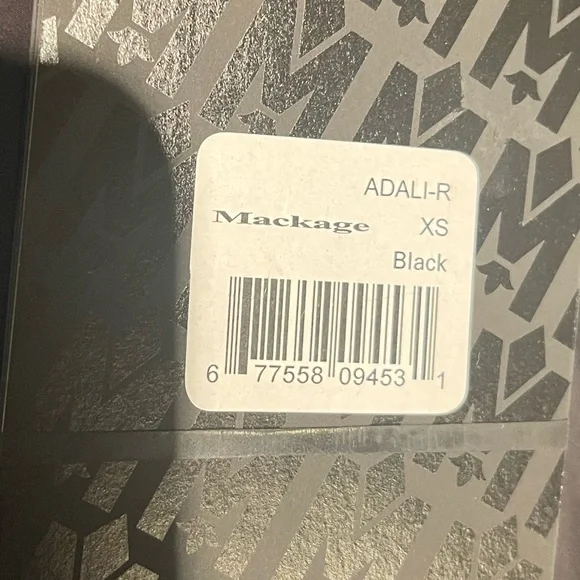 ADALI-R
Mackage XS
Black
6 77558 09453 1